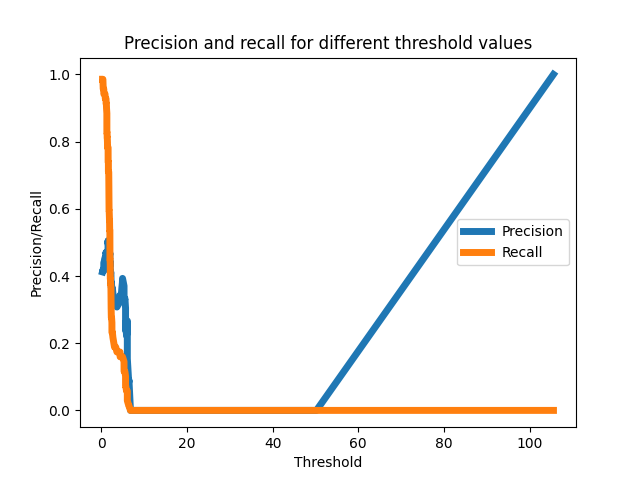 Precision and recall for different threshold values
Precision/Recall
1.0
0.8
0.6
0.4
0.2
0.0
Precision
Recall
0 20 40 60 80 100
Threshold